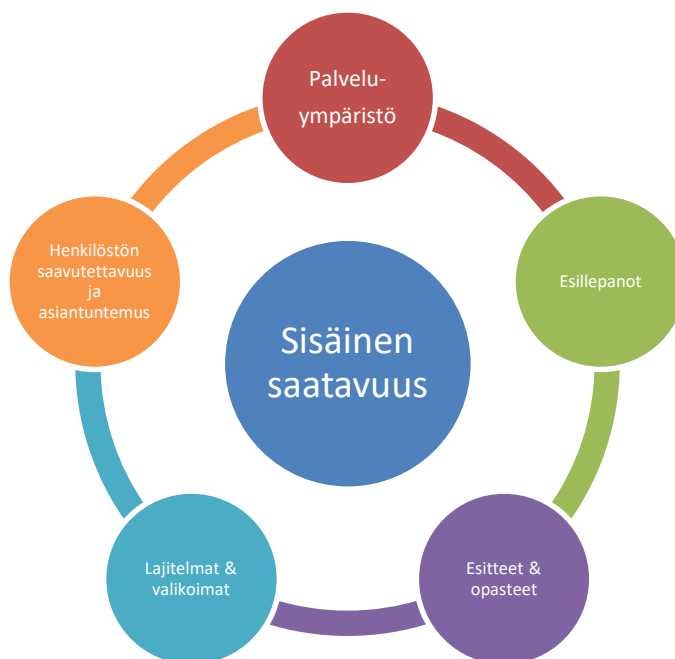 Palvelu-
ympäristö
Esillepanot
Esitteet &
opasteet
Lajitelmat &
valikoimat
Henkilöstön
saavutettavuus
ja
asiantuntemus
Sisäinen
saatavuus